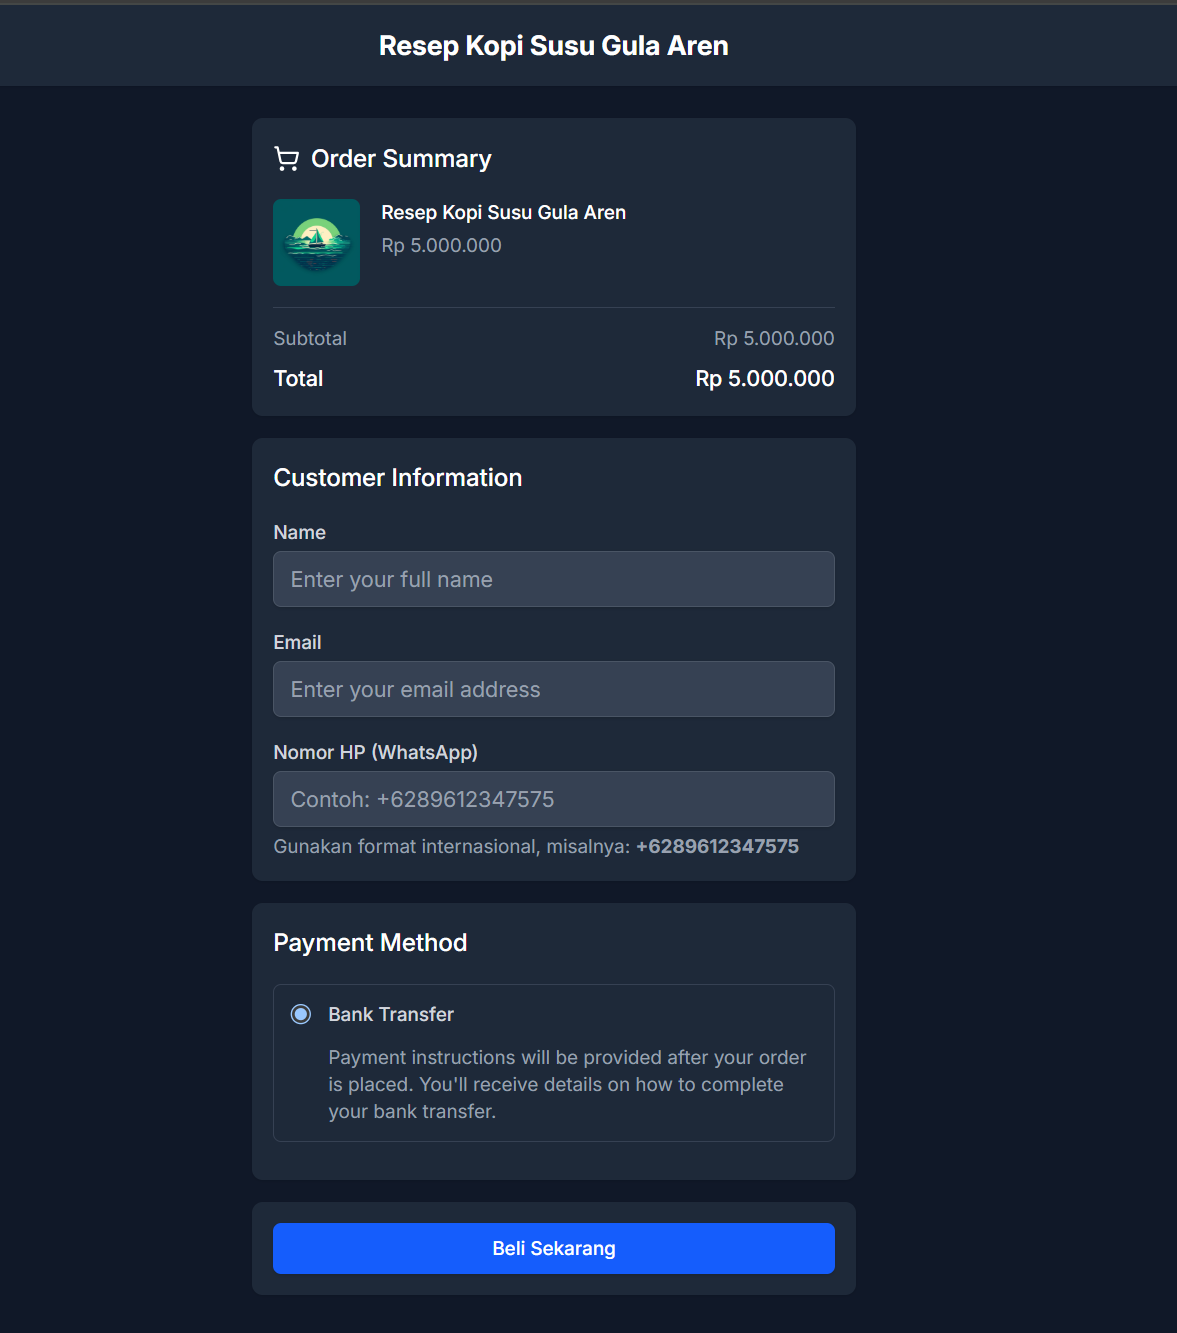 Resep Kopi Susu Gula Aren
Order Summary
Resep Kopi Susu Gula Aren
Rp 5.000.000
Subtotal Rp 5.000.000
Total Rp 5.000.000
Customer Information
Name
Enter your full name
Email
Enter your email address
Nomor HP (WhatsApp)
Contoh: +6289612347575
Gunakan format internasional, misalnya: +6289612347575
Payment Method
Bank Transfer
Payment instructions will be provided after your order
is placed. You'll receive details on how to complete
your bank transfer.
Beli Sekarang